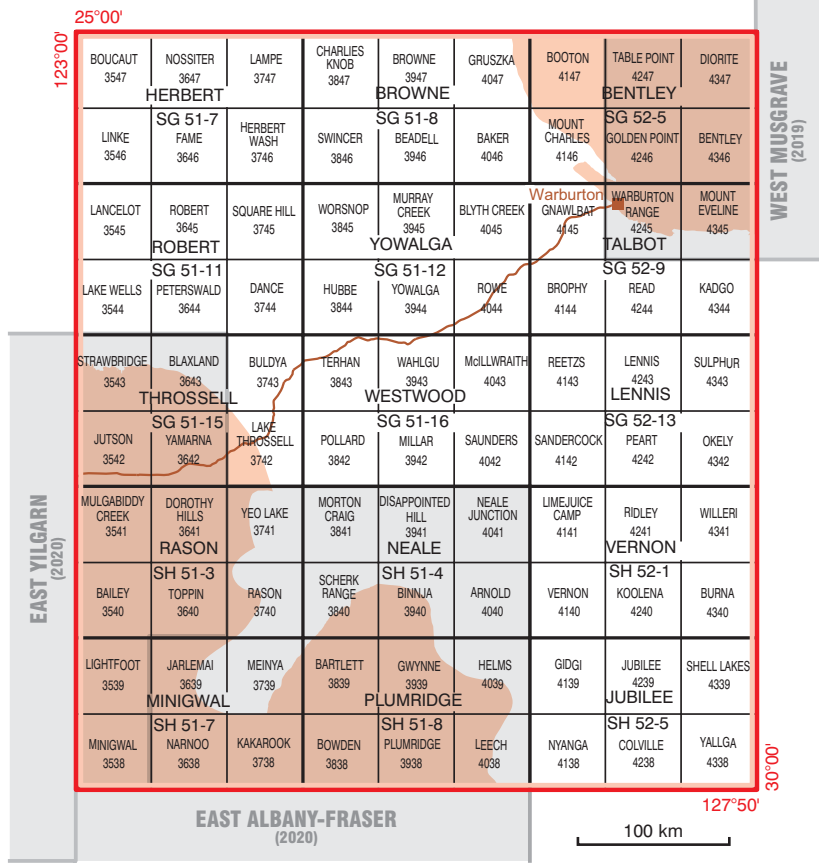 25°00'
123°00'
BOUCAUT
3547
NOSSITER
3647
LAMPE
3747
CHARLIES
KNOB
3847
BROWNE
3947
GRUSZKA
4047
BOOTON
4147
TABLE POINT
4247
DIORITE
4347
HERBERT
BROWNE
BENTLEY
SG 51-7
SG 51-8
SG 52-5
LINKE
3546
FAME
3646
HERBERT
WASH
3746
SWINCER
3846
BEADELL
3946
BAKER
4046
MOUNT
CHARLES
4146
GOLDEN POINT
4246
BENTLEY
4346
WEST MUSGRAVE
(2019)
Warburton
LANCELOT
3545
ROBERT
3645
SQUARE HILL
3745
WORSNOP
3845
MURRAY
CREEK
3945
BLYTH CREEK
4045
GNAWLRAT
4145
WARBURTON
RANGE
4245
MOUNT
EVELINE
4345
ROBERT
YOWALGA
TALBOT
SG 51-11
SG 51-12
SG 52-9
LAKE WELLS
3544
PETERSWALD
3644
DANCE
3744
HUBBE
3844
YOWALGA
3944
ROWE
4044
BROPHY
4144
READ
4244
KADGO
4344
STRAWBRIDGE
3543
BLAXLAND
3643
BULDYA
3743
TERHAN
3843
WAHLGU
3943
McILLWRAITH
4043
REETZS
4143
LENNIS
4243
SULPHUR
4343
THROSSELL
WESTWOOD
LENNIS
SG 51-15
SG 51-16
SG 52-13
JUTSON
3542
YAMARNA
3642
LAKE
THROSSELL
3742
POLLARD
3842
MILLAR
3942
SAUNDERS
4042
SANDERCOCK
4142
PEART
4242
OKELY
4342
MULGABIDDY
CREEK
3541
DOROTHY
HILLS
3641
YEO LAKE
3741
MORTON
CRAIG
3841
DISAPPOINTED
HILL
3941
NEALE
JUNCTION
4041
LIMEJUICE
CAMP
4141
RIDLEY
4241
WILLERI
4341
RASON
NEALE
VERNON
EAST YILGARN
(2020)
SH 51-3
SH 51-4
SH 52-1
BAILEY
3540
TOPPIN
3640
RASON
3740
SCHERK
RANGE
3840
BINNJA
3940
ARNOLD
4040
VERNON
4140
KOOLENA
4240
BURNA
4340
LIGHTFOOT
3539
JARLEMAI
3639
MEINYA
3739
BARTLETT
3839
GWYNNE
3939
HELMS
4039
GIDGI
4139
JUBILEE
4239
SHELL LAKES
4339
MINIGWAL
PLUMRIDGE
JUBILEE
SH 51-7
SH 51-8
SH 52-5
MINIGWAL
3538
NARNOO
3638
KAKAROOK
3738
BOWDEN
3838
PLUMRIDGE
3938
LEECH
4038
NYANGA
4138
COLVILLE
4238
YALLGA
4338
30°00'
127°50'
EAST ALBANY-FRASER
(2020)
100 km